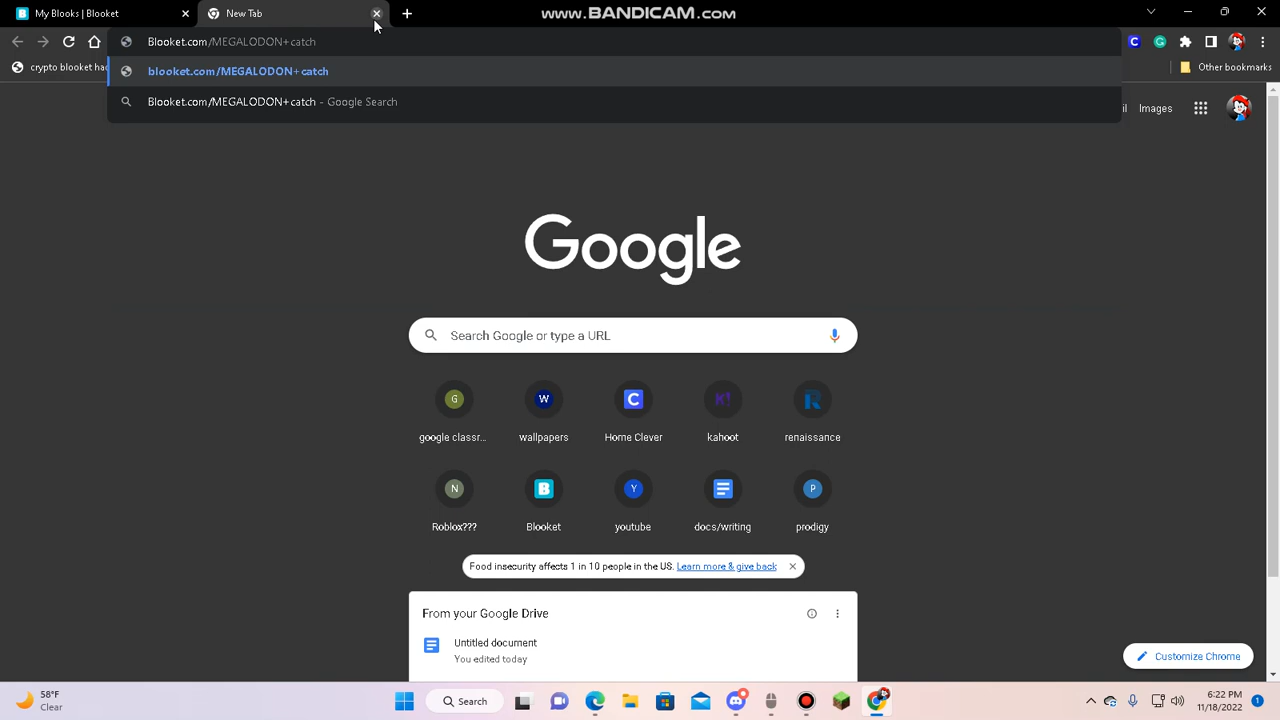 My Blooks | Blooket
New Tab
www.BANDICAM.com
Blooket.com/MEGALODON+catch
crypto blooket hac
blooket.com/MEGALODON+catch
Other bookmarks
Blooket.com/MEGALODON+catch - Google Search
il Images
Google
Search Google or type a URL
G W C K! R
google classr... wallpapers Home Clever kahoot renaissance
N B Y P
Roblox??? Blooket youtube docs/writing prodigy
Food insecurity affects 1 in 10 people in the US. Learn more & give back
From your Google Drive
Untitled document
You edited today
Customize Chrome
58°F
Clear
Search
6:22 PM
11/18/2022
1